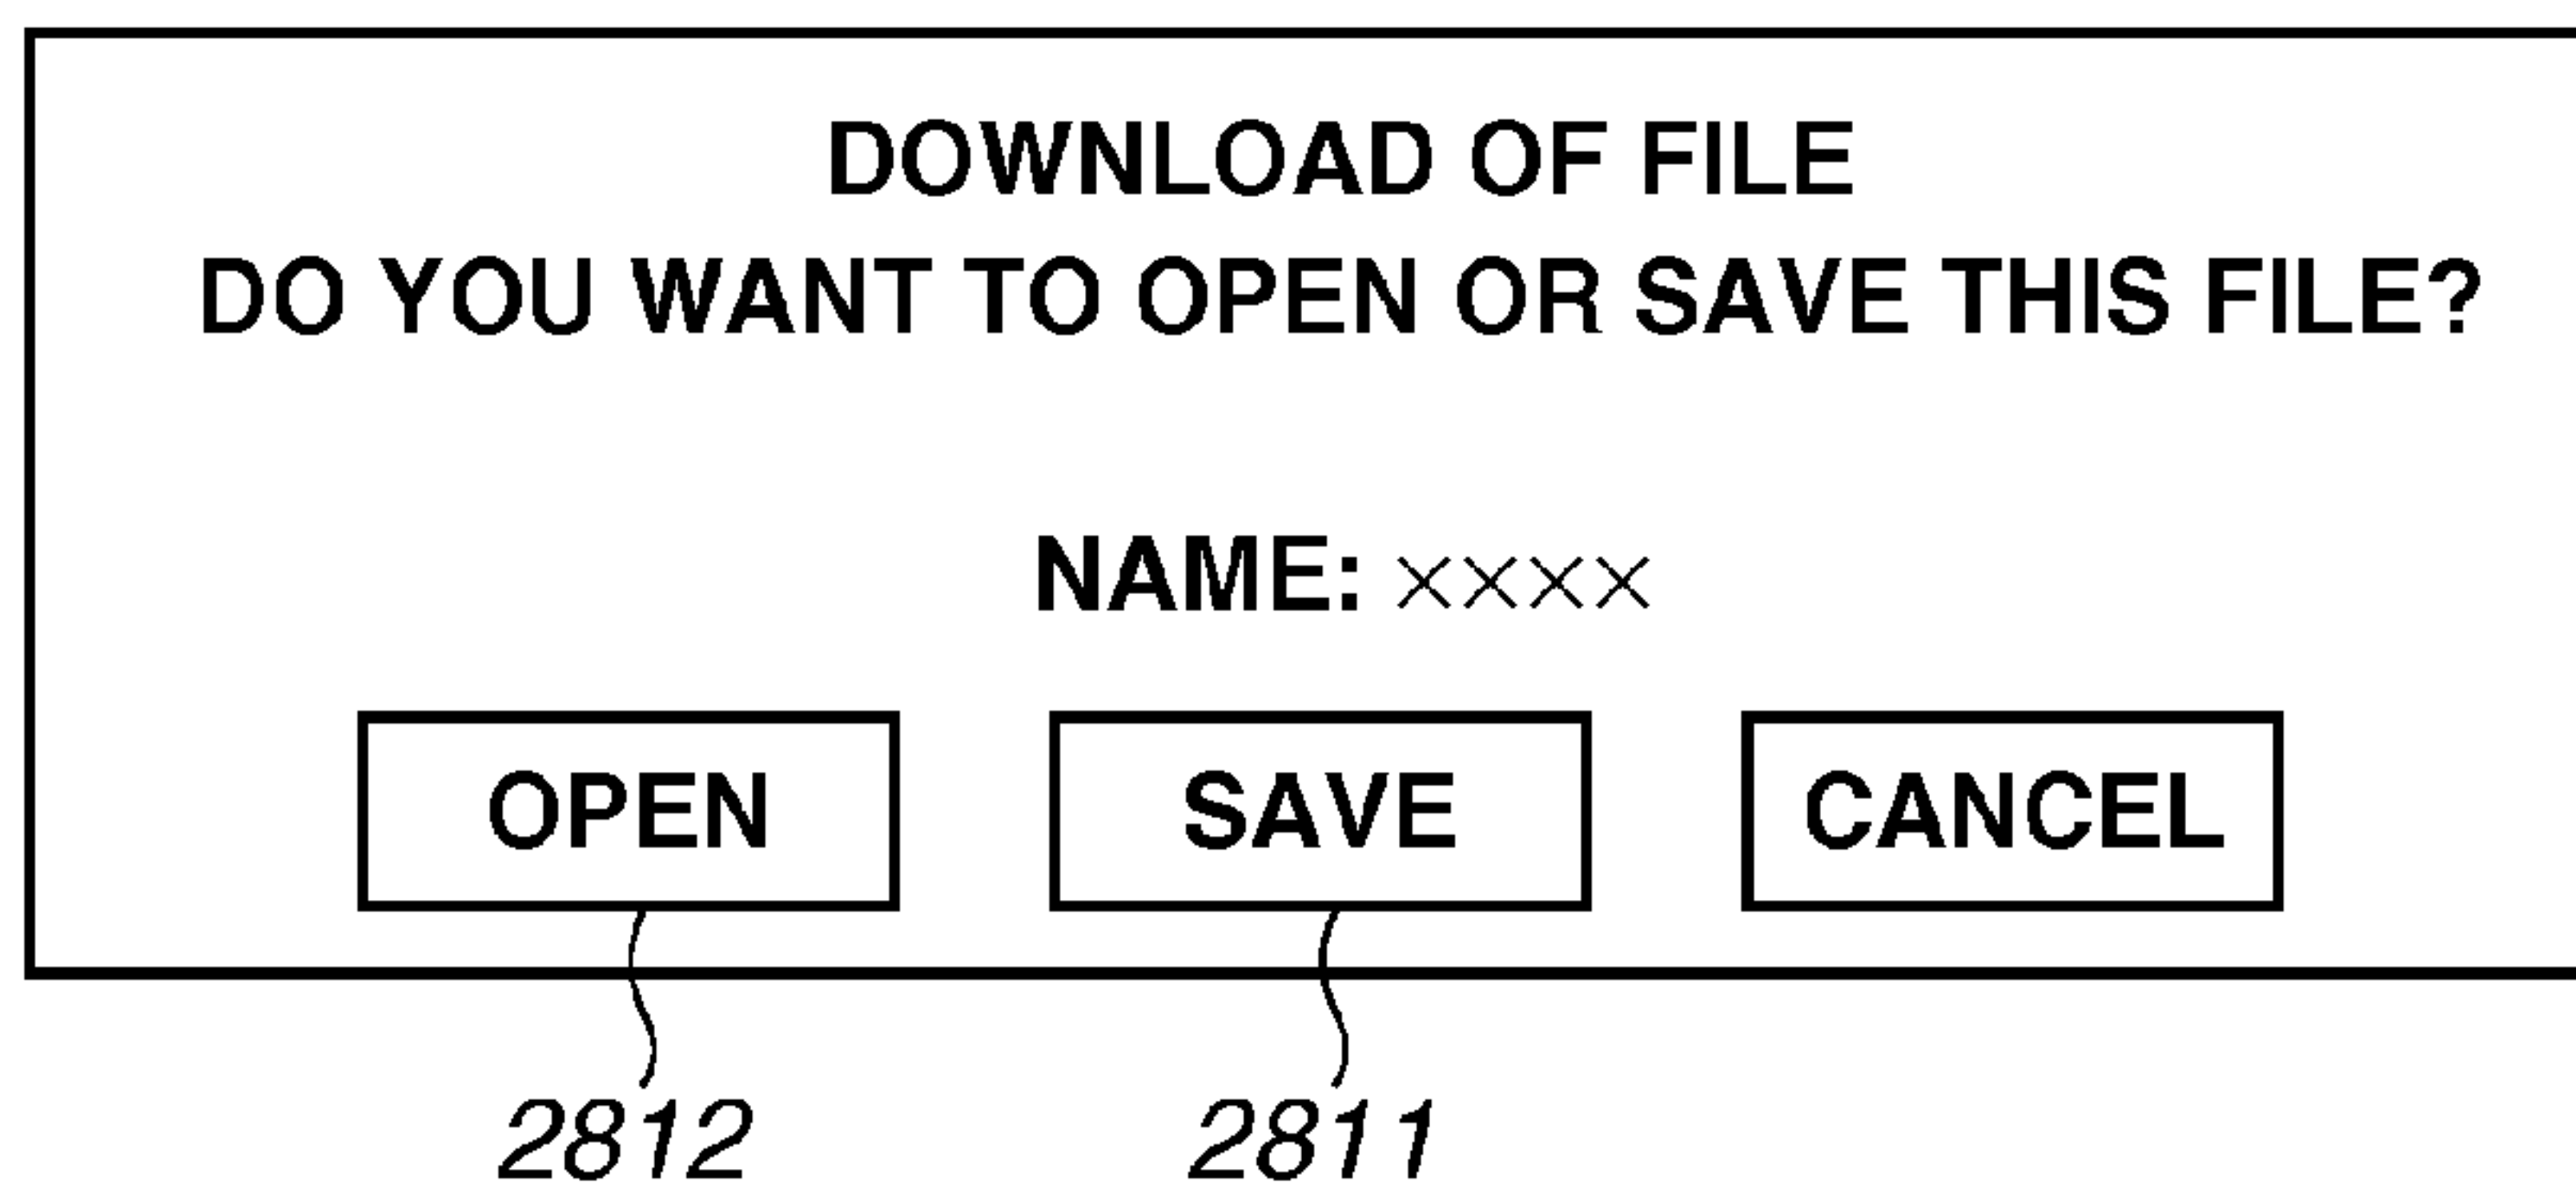 DOWNLOAD OF FILE
DO YOU WANT TO OPEN OR SAVE THIS FILE?
NAME: ××××
OPEN SAVE CANCEL
2812 2811